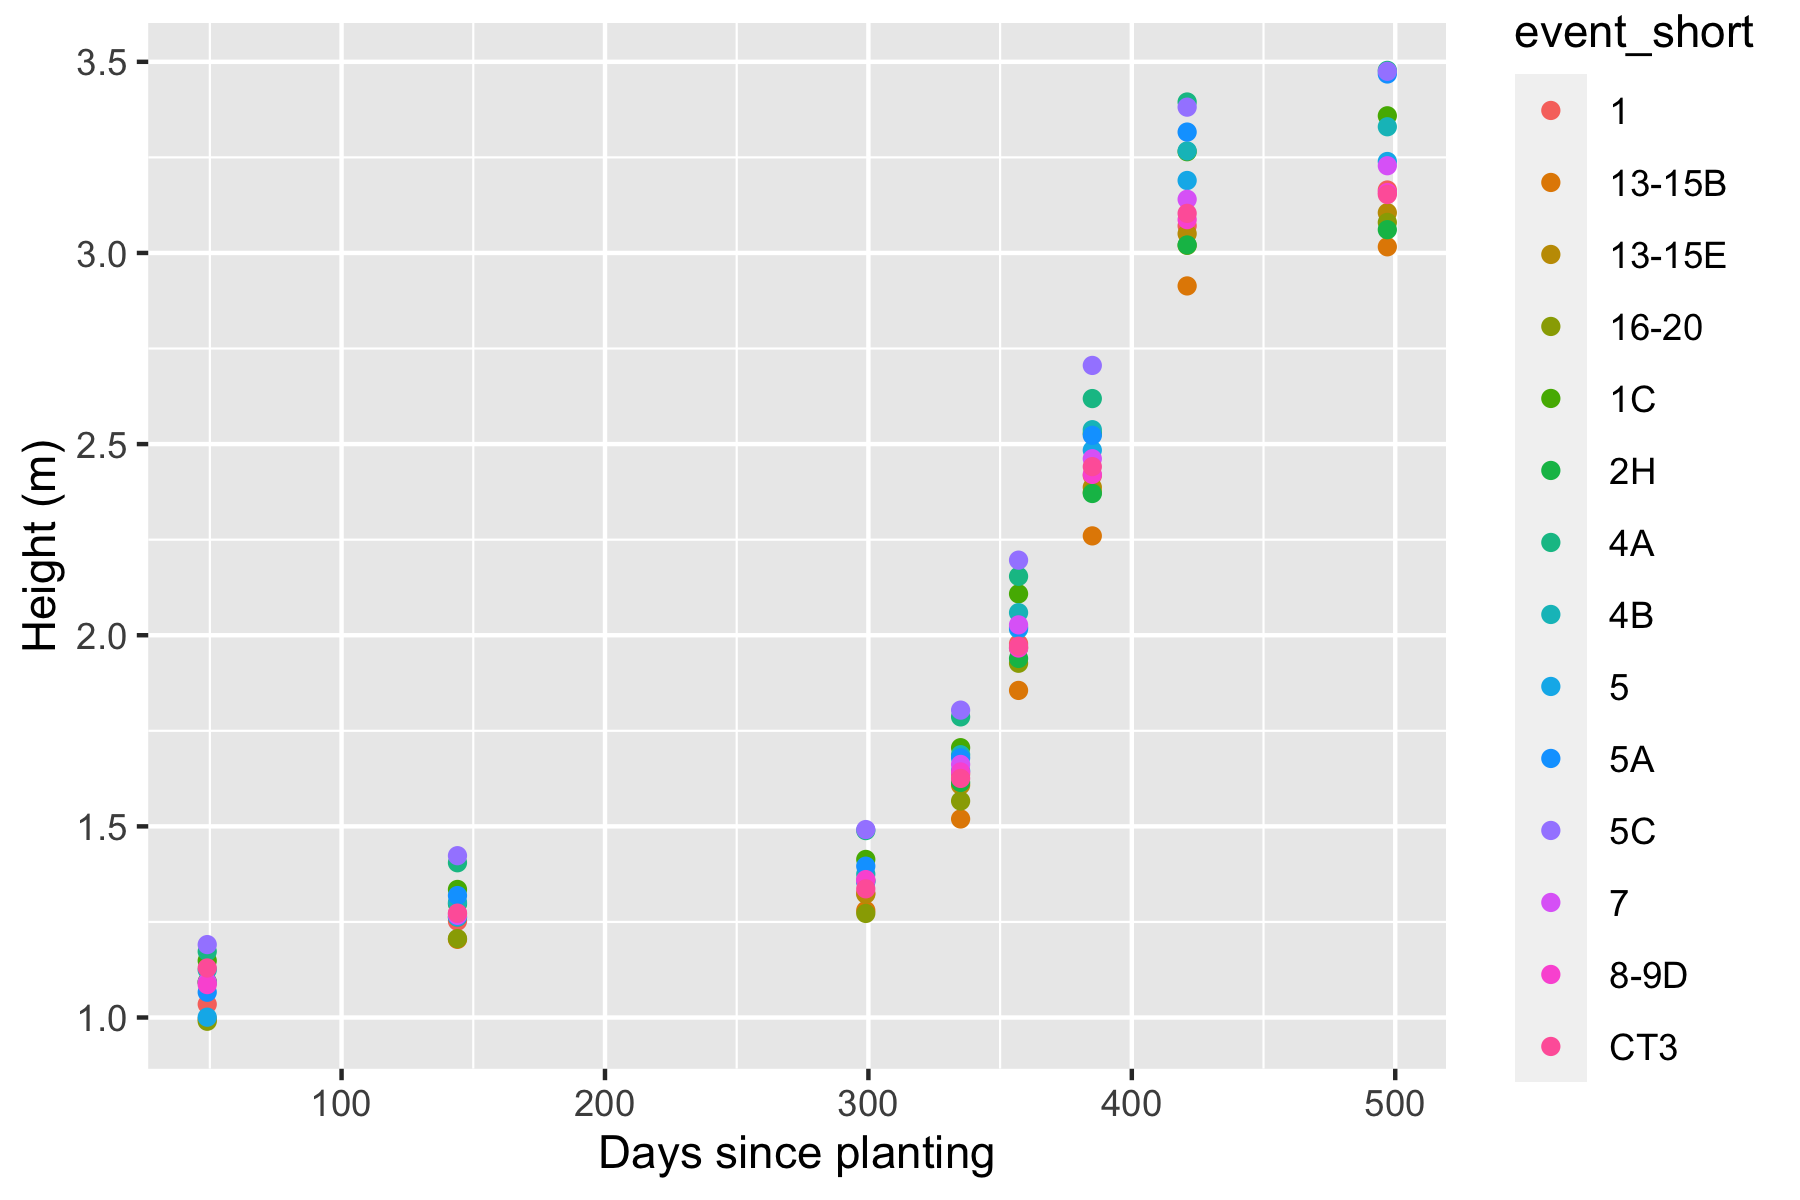 event_short
1
13-15B
13-15E
16-20
1C
2H
4A
4B
5
5A
5C
7
8-9D
CT3
Height (m)
3.5
3.0
2.5
2.0
1.5
1.0
100 200 300 400 500
Days since planting